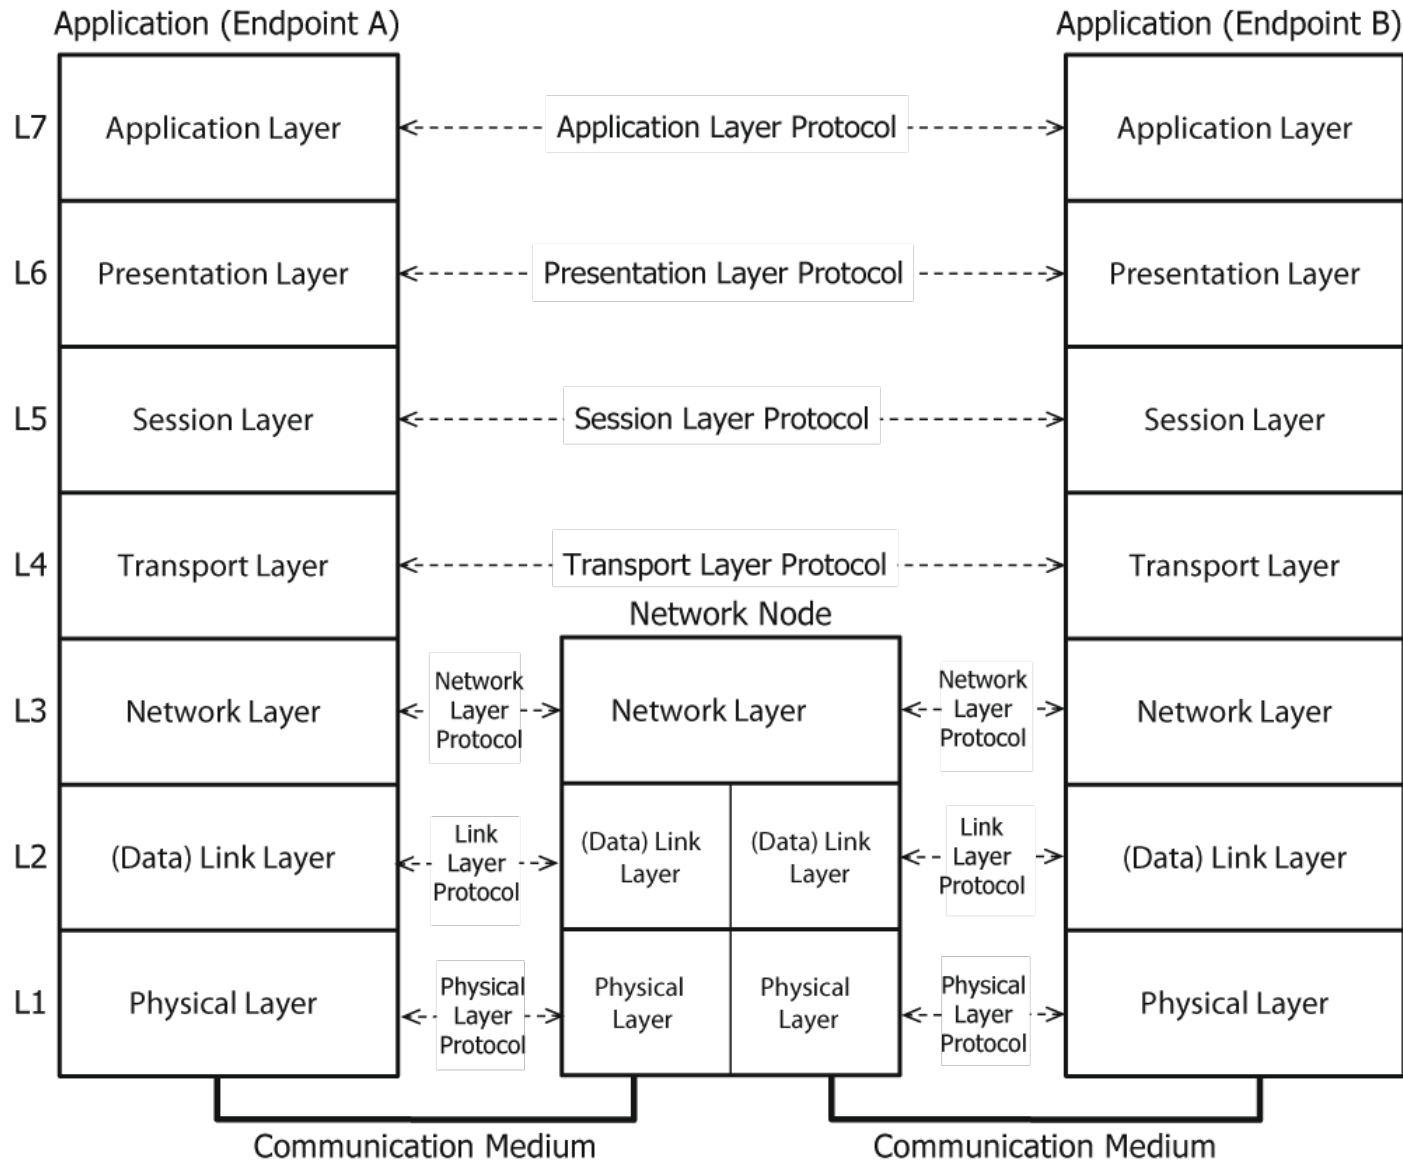 Application (Endpoint A)
Application (Endpoint B)
L7
Application Layer
Application Layer Protocol
Application Layer
L6
Presentation Layer
Presentation Layer Protocol
Presentation Layer
L5
Session Layer
Session Layer Protocol
Session Layer
L4
Transport Layer
Transport Layer Protocol
Transport Layer
Network Node
L3
Network Layer
Network
Layer
Protocol
Network Layer
Network
Layer
Protocol
Network Layer
L2
(Data) Link Layer
Link
Layer
Protocol
(Data) Link
Layer
(Data) Link
Layer
Link
Layer
Protocol
(Data) Link Layer
L1
Physical Layer
Physical
Layer
Protocol
Physical
Layer
Physical
Layer
Physical
Layer
Protocol
Physical Layer
Communication Medium
Communication Medium